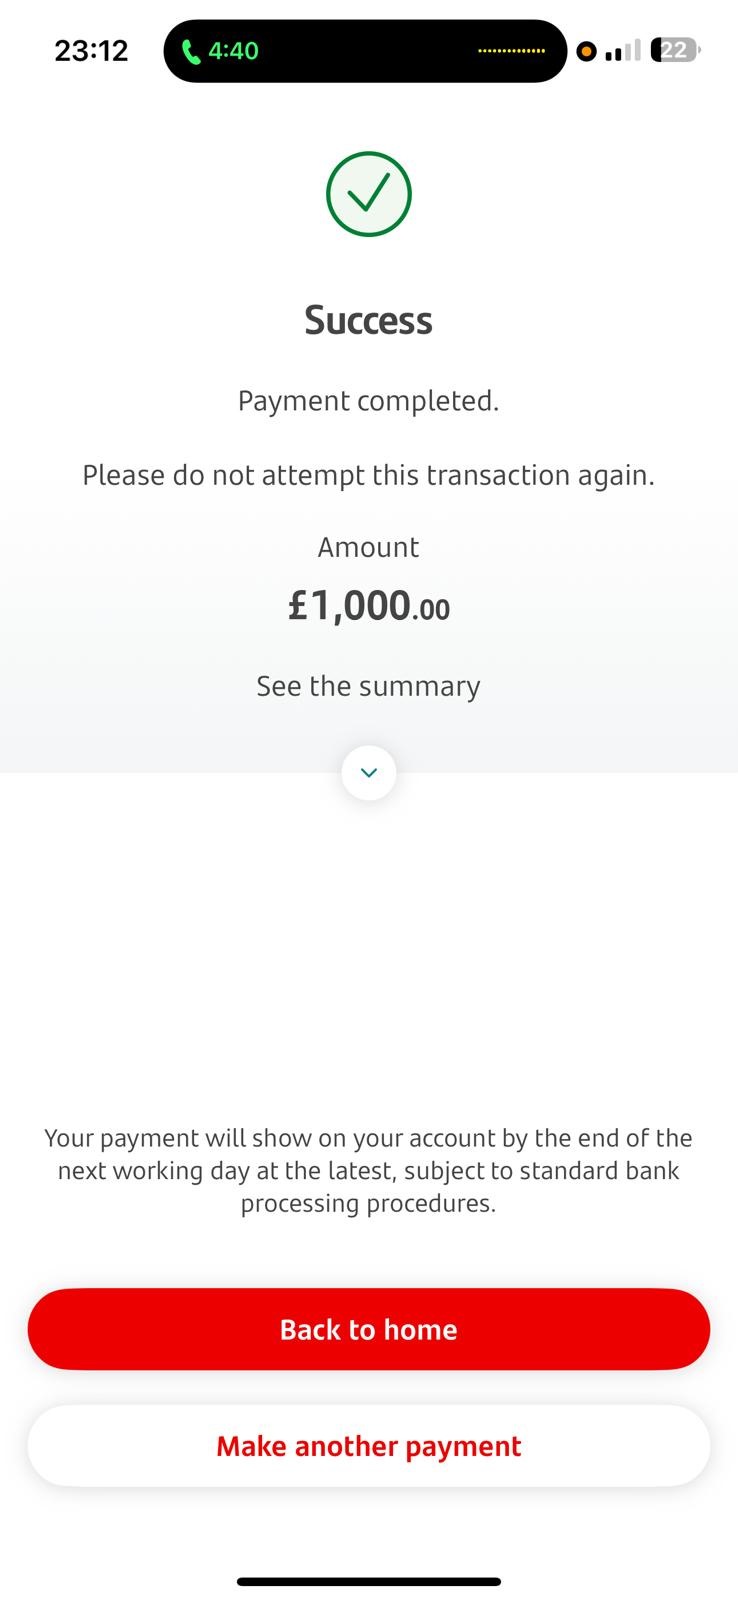 23:12
4:40
22
Success
Payment completed.
Please do not attempt this transaction again.
Amount
£1,000.00
See the summary
Your payment will show on your account by the end of the
next working day at the latest, subject to standard bank
processing procedures.
Back to home
Make another payment